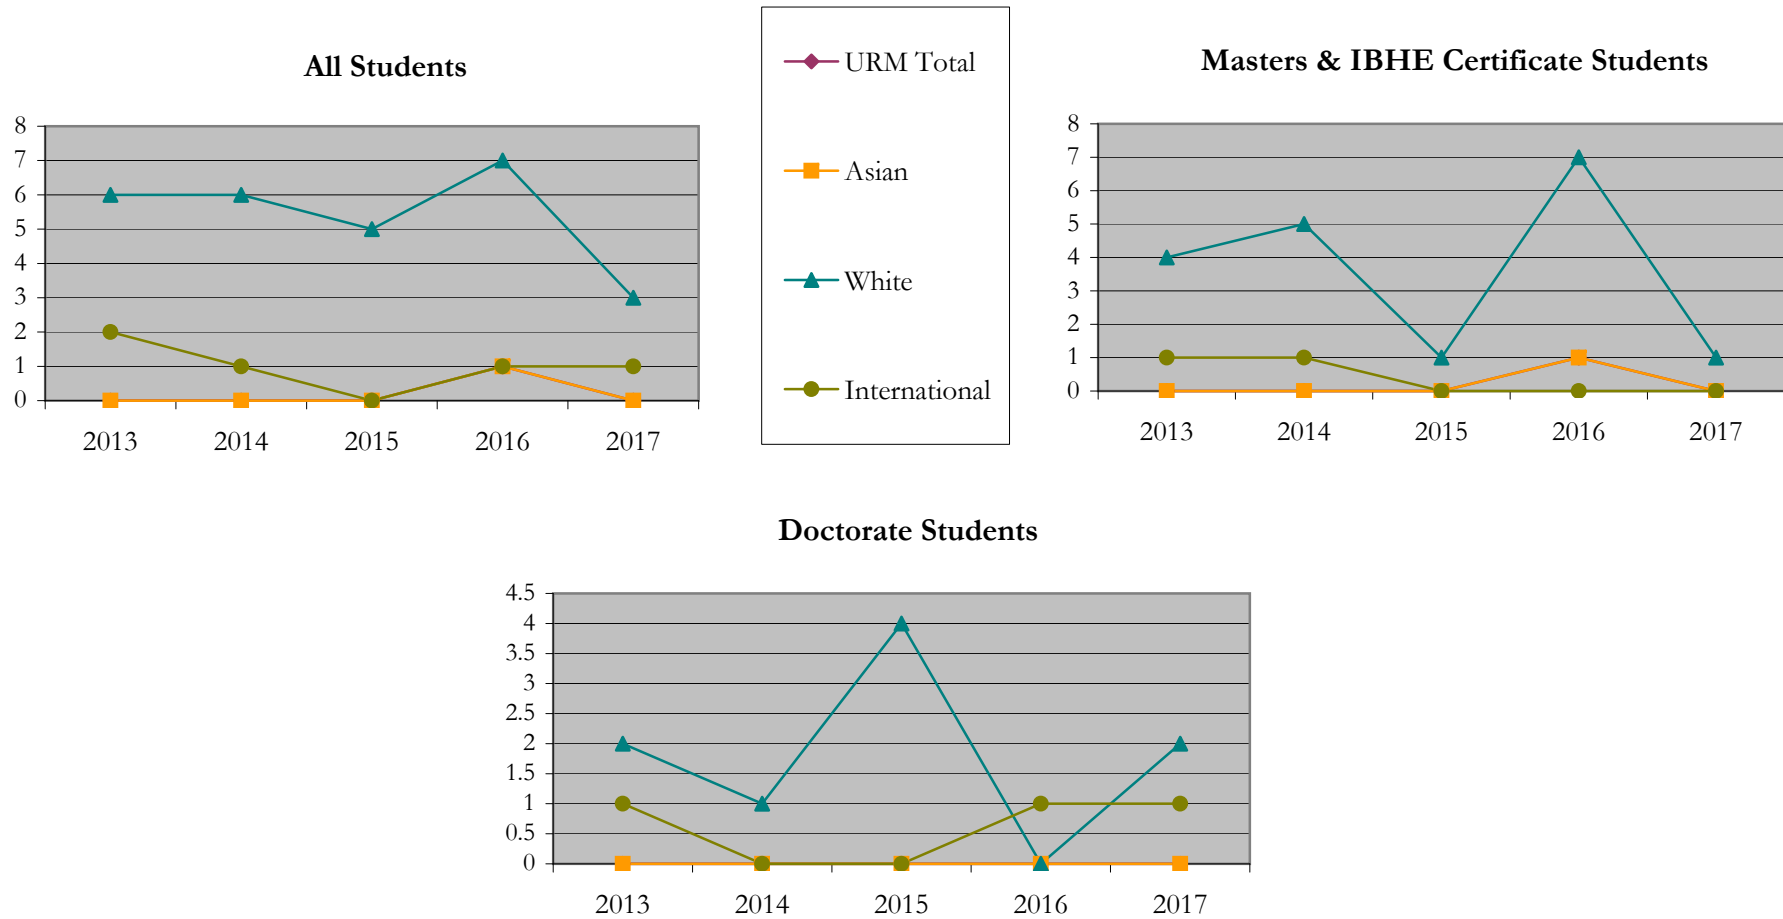 All Students
8
7
6
5
4
3
2
1
0
2013 2014 2015 2016 2017
URM Total
Asian
White
International
Masters & IBHE Certificate Students
8
7
6
5
4
3
2
1
0
2013 2014 2015 2016 2017
Doctorate Students
4.5
4
3.5
3
2.5
2
1.5
1
0.5
0
2013 2014 2015 2016 2017